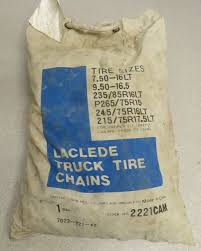 TIRE SIZES
7.50-16LT
9.50-16.5
235/85R16LT
P265/75R15
245/75R16LT
215/75R17.5LT
LACLEDE
TRUCK TIRE
CHAINS
1
2221CAM